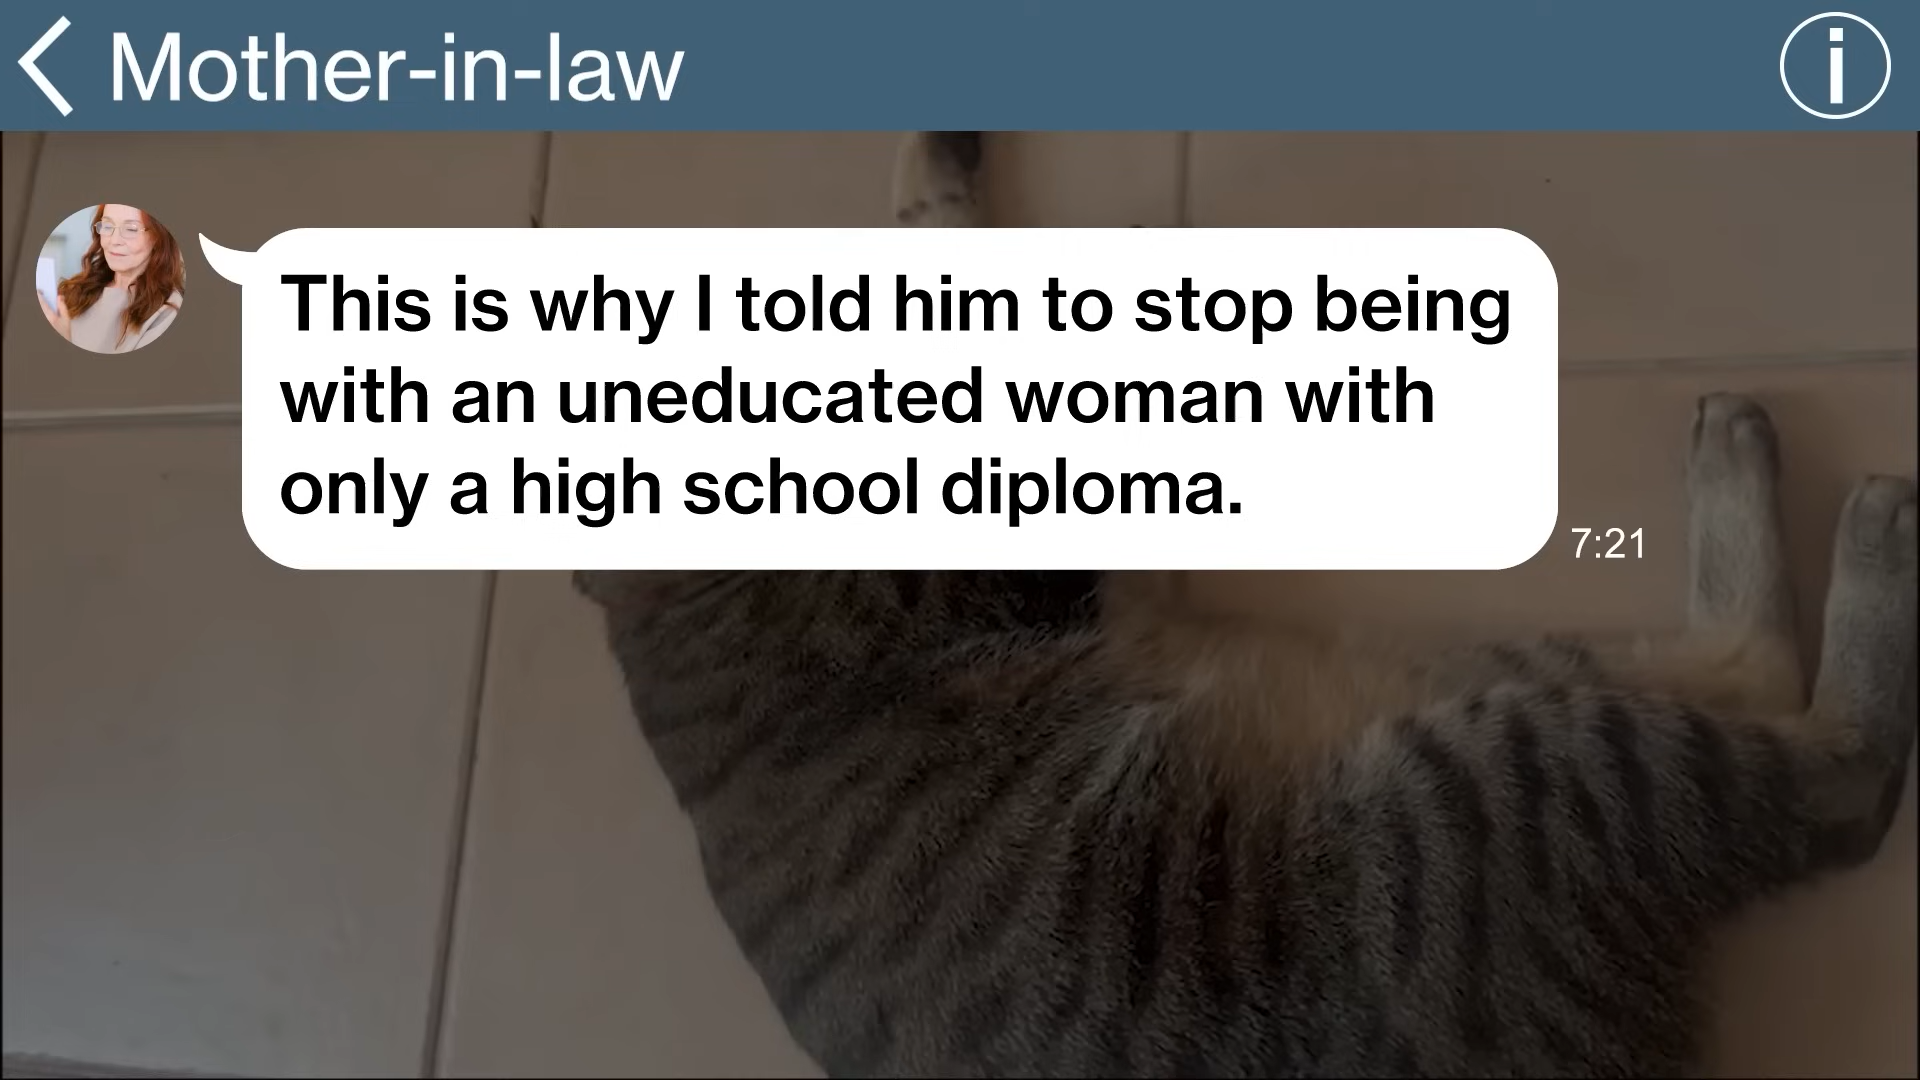 Mother-in-law
This is why I told him to stop being
with an uneducated woman with
only a high school diploma.
7:21